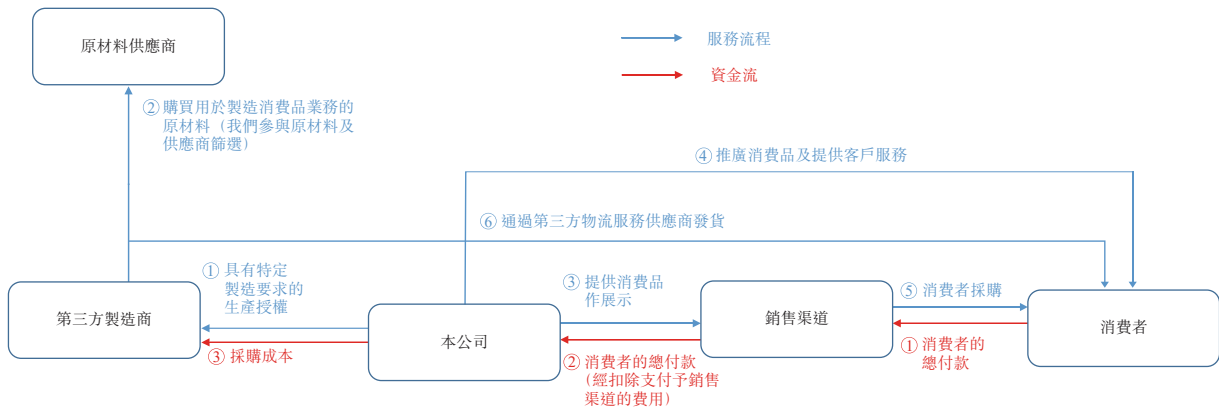 原材料供應商
服務流程
資金流
②購買用於製造消費品業務的
原材料（我們參與原材料及
供應商篩選）
④推廣消費品及提供客戶服務
⑥通過第三方物流服務供應商發貨
①具有特定
製造要求的
生產授權
③提供消費品
作展示
⑤消費者採購
第三方製造商
本公司
銷售渠道
消費者
③採購成本
②消費者的總付款
（經扣除支付予銷售
渠道的費用）
①消費者的
總付款